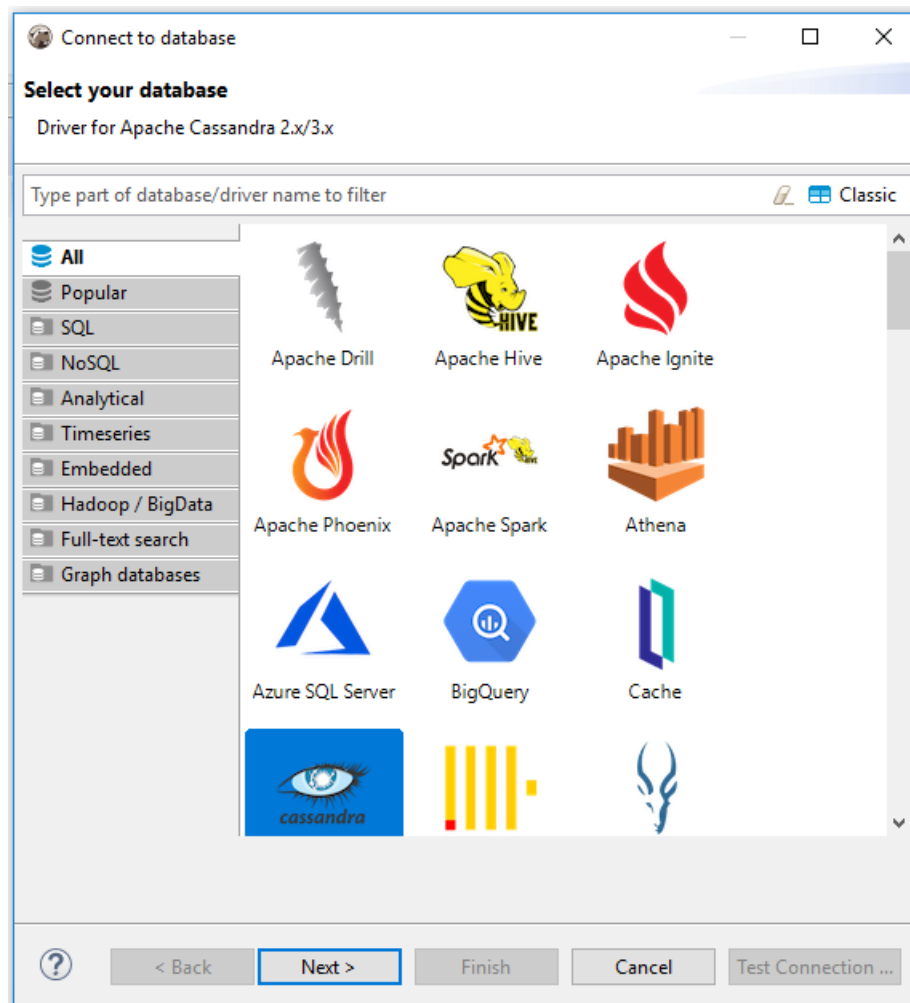 Connect to database
Select your database
Driver for Apache Cassandra 2.x/3.x
Type part of database/driver name to filter
Classic
All
Popular
SQL
NoSQL
Analytical
Timeseries
Embedded
Hadoop / BigData
Full-text search
Graph databases
HIVE
Apache Drill Apache Hive Apache Ignite
Spark HIVE
Apache Phoenix Apache Spark Athena
Azure SQL Server BigQuery Cache
cassandra
? < Back Next > Finish Cancel Test Connection ...